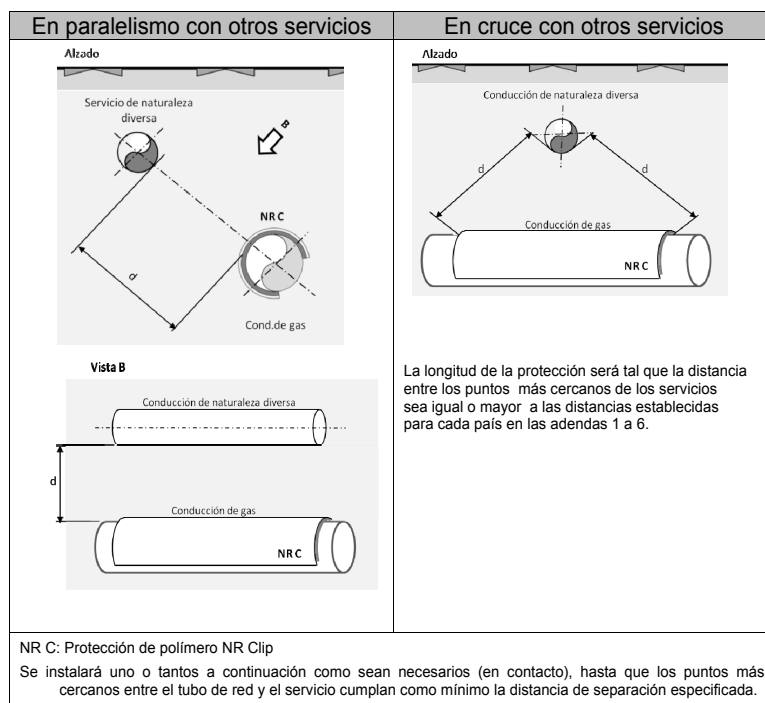 En paralelismo con otros servicios
Alzado
Servicio de naturaleza
diversa
B
NR C
d
Cond.de gas
Vista B
Conducción de naturaleza diversa
d
Conducción de gas
NR C
En cruce con otros servicios
Alzado
Conducción de naturaleza diversa
d
d
Conducción de gas
NR C
La longitud de la protección será tal que la distancia
entre los puntos más cercanos de los servicios
sea igual o mayor a las distancias establecidas
para cada país en las adendas 1 a 6.
NR C: Protección de polímero NR Clip
Se instalará uno o tantos a continuación como sean necesarios (en contacto), hasta que los puntos más
cercanos entre el tubo de red y el servicio cumplan como mínimo la distancia de separación especificada.